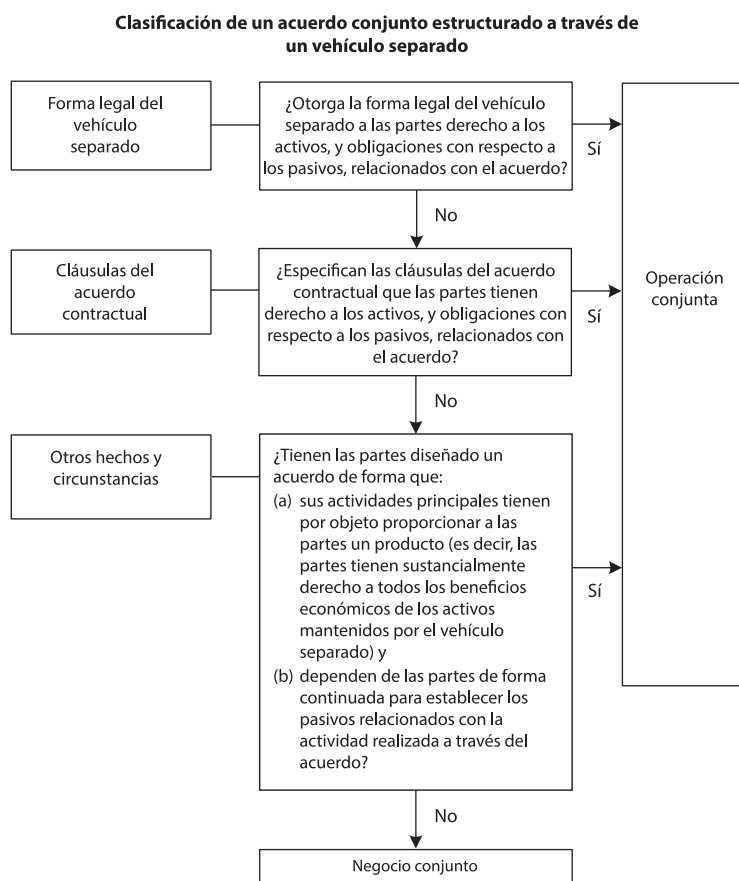 Clasificación de un acuerdo conjunto estructurado a través de
un vehículo separado
Forma legal del
vehículo
separado
¿Otorga la forma legal del vehículo
separado a las partes derecho a los
activos, y obligaciones con respecto a
los pasivos, relacionados con el acuerdo?
Sí
No
Cláusulas del
acuerdo
contractual
¿Especifican las cláusulas del acuerdo
contractual que las partes tienen
derecho a los activos, y obligaciones con
respecto a los pasivos, relacionados con
el acuerdo?
Sí
Operación
conjunta
No
Otros hechos y
circunstancias
¿Tienen las partes diseñado un
acuerdo de forma que:
(a) sus actividades principales tienen
por objeto proporcionar a las
partes un producto (es decir, las
partes tienen sustancialmente
derecho a todos los beneficios
económicos de los activos
mantenidos por el vehículo
separado) y
(b) dependen de las partes de forma
continuada para establecer los
pasivos relacionados con la
actividad realizada a través del
acuerdo?
Sí
No
Negocio conjunto